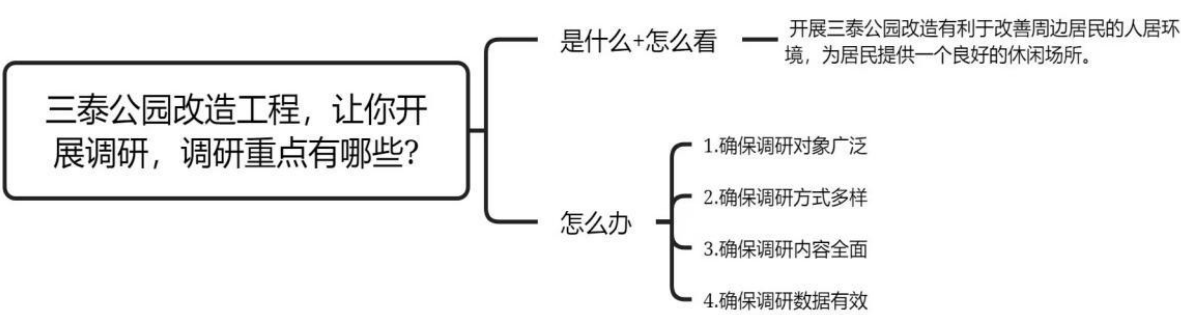 三泰公园改造工程，让你开
展调研，调研重点有哪些?
是什么+怎么看
开展三泰公园改造有利于改善周边居民的人居环
境，为居民提供一个良好的休闲场所。
怎么办
1.确保调研对象广泛
2.确保调研方式多样
3.确保调研内容全面
4.确保调研数据有效